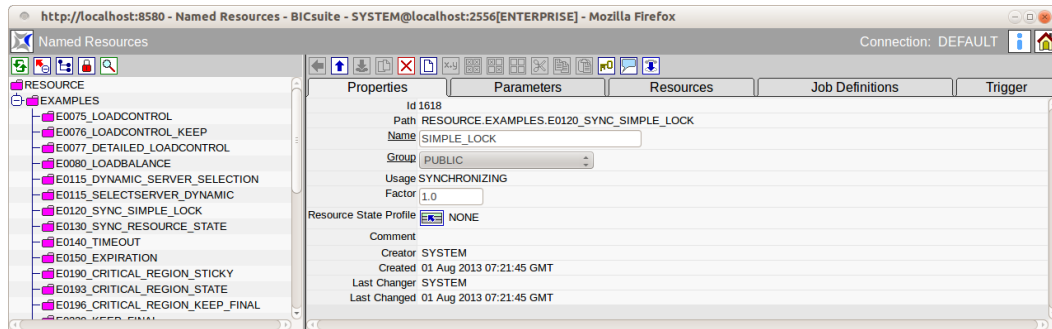 http://localhost:8580 - Named Resources - BICsuite - SYSTEM@localhost:2556[ENTERPRISE] - Mozilla Firefox
Named Resources
Connection: DEFAULT
RESOURCE
EXAMPLES
E0075_LOADCONTROL
E0076_LOADCONTROL_KEEP
E0077_DETAILED_LOADCONTROL
E0080_LOADBALANCE
E0115_DYNAMIC_SERVER_SELECTION
E0115_SELECTSERVER_DYNAMIC
E0120_SYNC_SIMPLE_LOCK
E0130_SYNC_RESOURCE_STATE
E0140_TIMEOUT
E0150_EXPIRATION
E0190_CRITICAL_REGION_STICKY
E0193_CRITICAL_REGION_STATE
E0196_CRITICAL_REGION_KEEP_FINAL
Properties Parameters Resources Job Definitions Trigger
Id 1618
Path RESOURCE.EXAMPLES.E0120_SYNC_SIMPLE_LOCK
Name SIMPLE_LOCK
Group PUBLIC
Usage SYNCHRONIZING
Factor 1.0
Resource State Profile NONE
Comment
Creator SYSTEM
Created 01 Aug 2013 07:21:45 GMT
Last Changer SYSTEM
Last Changed 01 Aug 2013 07:21:45 GMT